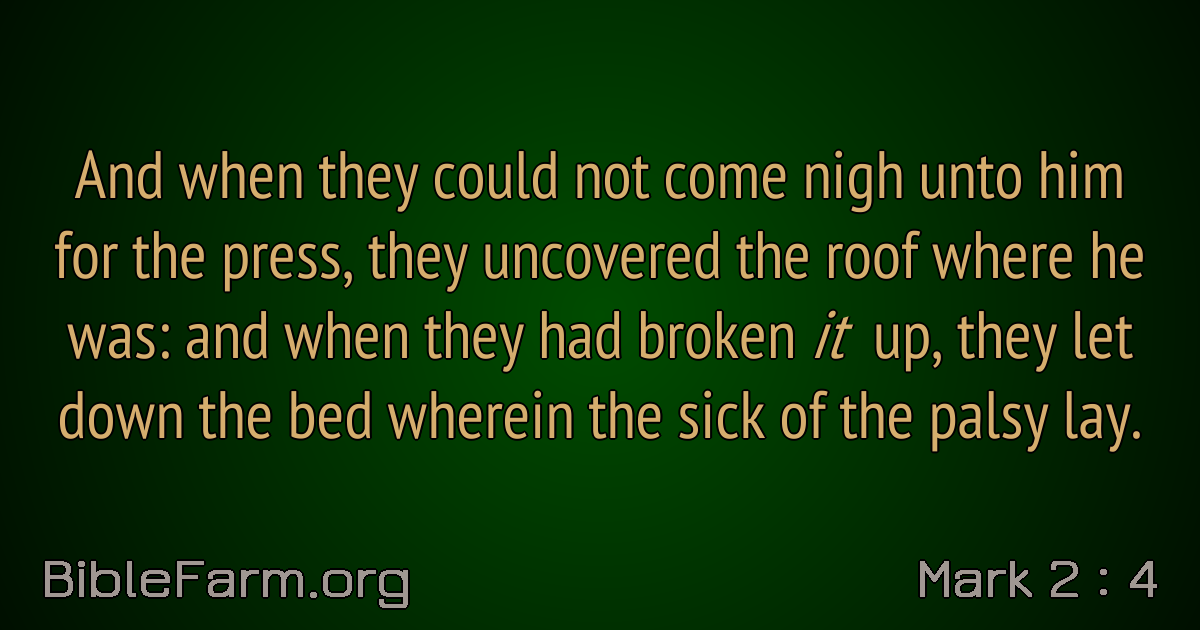 And when they could not come nigh unto him
for the press, they uncovered the roof where he
was: and when they had broken it up, they let
down the bed wherein the sick of the palsy lay.
BibleFarm.org
Mark 2 : 4